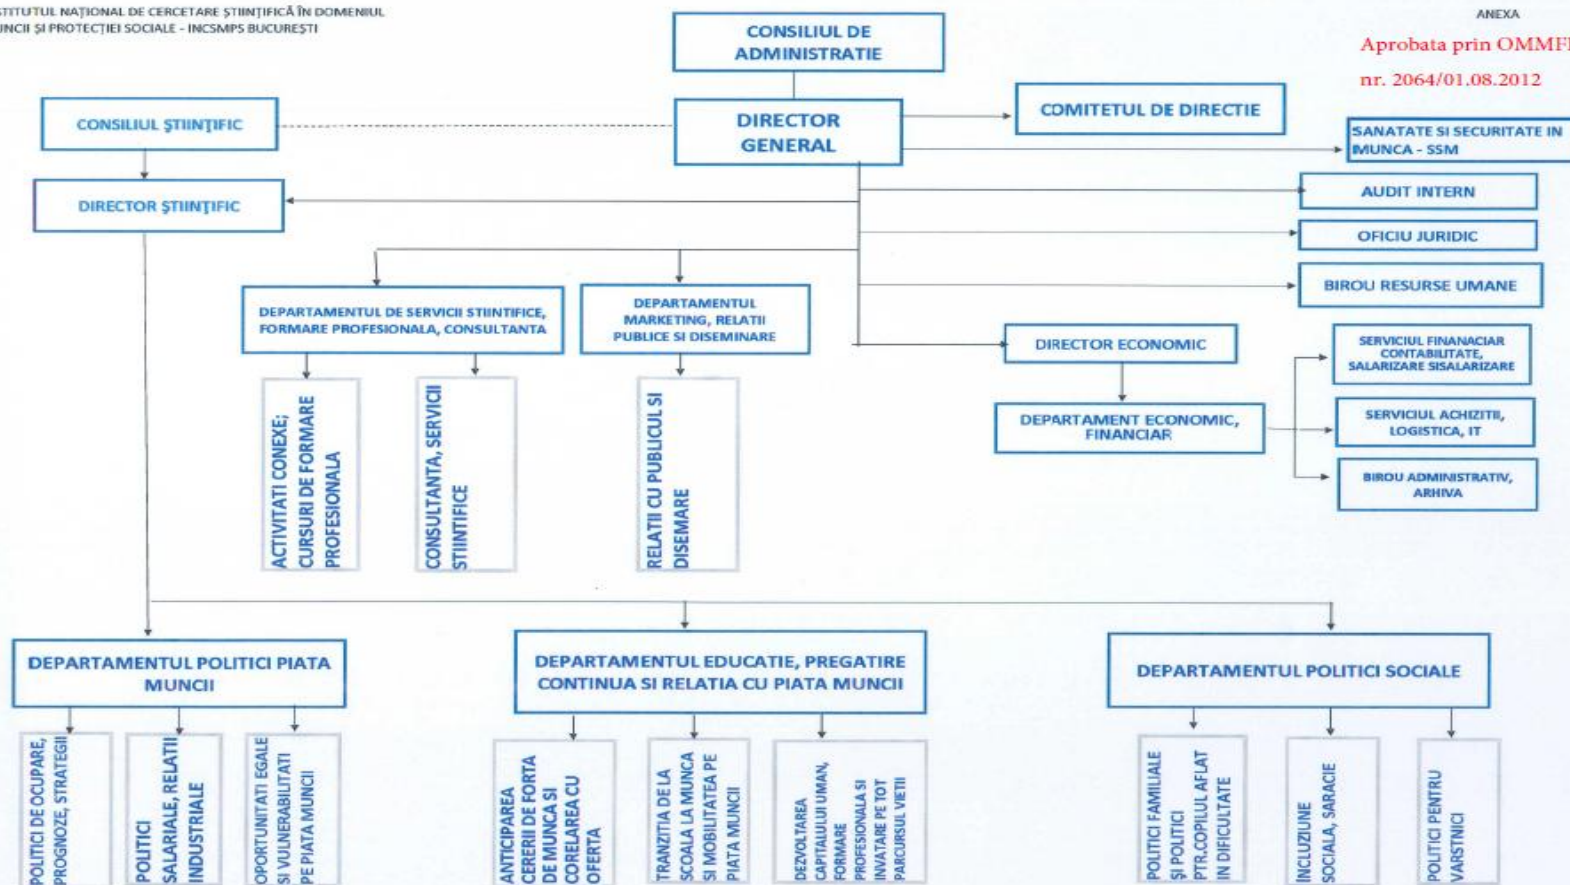 STITUTUL NAȚIONAL DE CERCETARE ȘTIINȚIFICĂ ÎN DOMENIUL
UNCII ȘI PROTECȚIEI SOCIALE - INCSMPS BUCUREȘTI
ANEXA
Aprobata prin OMMF
nr. 2064/01.08.2012
CONSILIUL DE
ADMINISTRATIE
CONSILIUL ŞTIINŢIFIC
DIRECTOR
GENERAL
COMITETUL DE DIRECTIE
SANATATE SI SECURITATE IN
MUNCA - SSM
DIRECTOR ŞTIINŢIFIC
AUDIT INTERN
OFICIU JURIDIC
BIROU RESURSE UMANE
DEPARTAMENTUL DE SERVICII STIINTIFICE,
FORMARE PROFESIONALA, CONSULTANTA
DEPARTAMENTUL
MARKETING, RELATII
PUBLICE SI DISEMINARE
DIRECTOR ECONOMIC
SERVICIUL FINANACIAR
CONTABILITATE,
SALARIZARE SISALARIZARE
DEPARTAMENT ECONOMIC,
FINANCIAR
SERVICIUL ACHIZITII,
LOGISTICA, IT
BIROU ADMINISTRATIV,
ARHIVA
ACTIVITATI CONEXE;
CURSURI DE FORMARE
PROFESIONALA
CONSULTANTA, SERVICII
STIINTIFICE
RELATII CU PUBLICUL SI
DISEMARE
DEPARTAMENTUL POLITICI PIATA
MUNCII
DEPARTAMENTUL EDUCATIE, PREGATIRE
CONTINUA SI RELATIA CU PIATA MUNCII
DEPARTAMENTUL POLITICI SOCIALE
POLITICI DE OCUPARE,
PROGNOZE, STRATEGII
POLITICI
SALARIALE, RELATII
INDUSTRIALE
OPORTUNITATI EGALE
SI VULNERABILITATI
PE PIATA MUNCII
ANTICIPAREA
CERERII DE FORTA
DE MUNCA SI
CORELAREA CU
OFERTA
TRANZITIA DE LA
SCOALA LA MUNCA
SI MOBILITATEA PE
PIATA MUNCII
DEZVOLTAREA
CAPITALULUI UMAN,
FORMARE
PROFESIONALA SI
INVATARE PE TOT
PARCURSUL VIETII
POLITICI FAMILIALE
ŞI POLITICI
PTR.COPILUL AFLAT
IN DIFICULTATE
INCLUZIUNE
SOCIALA, SARACIE
POLITICI PENTRU
VARSTNICI